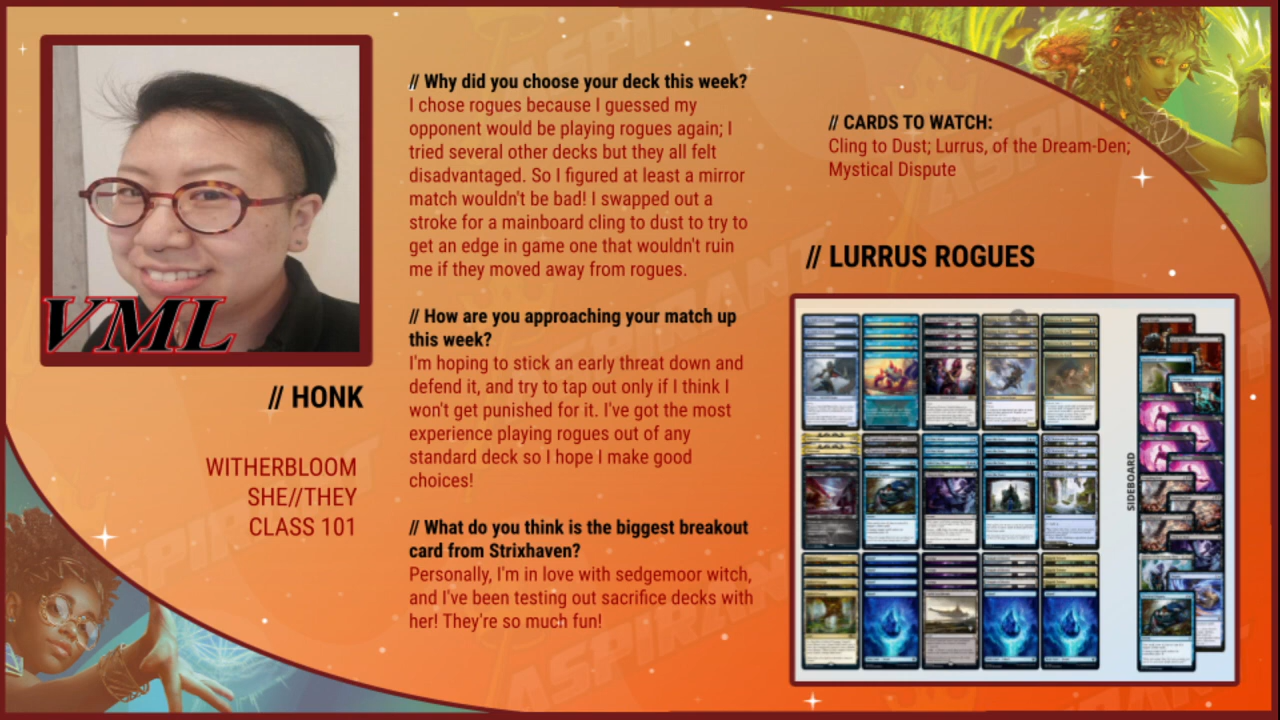 VML
// HONK
WITHERBLOOM
SHE//THEY
CLASS 101
// Why did you choose your deck this week?
I chose rogues because I guessed my
opponent would be playing rogues again; I
tried several other decks but they all felt
disadvantaged. So I figured at least a mirror
match wouldn't be bad! I swapped out a
stroke for a mainboard cling to dust to try to
get an edge in game one that wouldn't ruin
me if they moved away from rogues.
// How are you approaching your match up
this week?
I'm hoping to stick an early threat down and
defend it, and try to tap out only if I think I
won't get punished for it. I've got the most
experience playing rogues out of any
standard deck so I hope I make good
choices!
// What do you think is the biggest breakout
card from Strixhaven?
Personally, I'm in love with sedgemoor witch,
and I've been testing out sacrifice decks with
her! They're so much fun!
// CARDS TO WATCH:
Cling to Dust; Lurrus, of the Dream-Den;
Mystical Dispute
// LURRUS ROGUES
SIDEBOARD
ASPIRANT
ASPIRANT
ASPIRANT
ASPIRANT